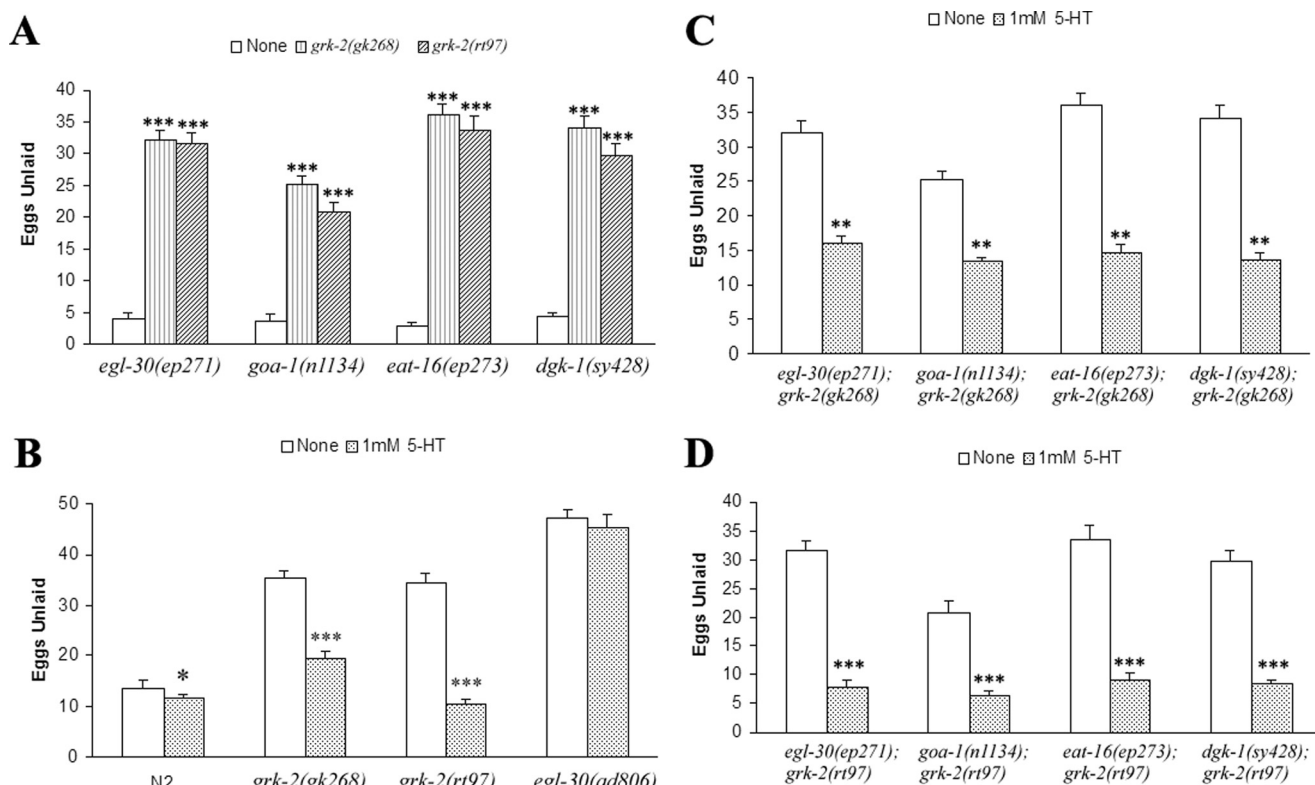 A
None grk-2(gk268) grk-2(rt97)
Eggs Unlaid
40
35
30
25
20
15
10
5
0
*** ***
*** ***
*** ***
*** ***
egl-30(ep271) goa-1(n1134) eat-16(ep273) dgk-1(sy428)
B
None 1mM 5-HT
Eggs Unlaid
50
40
30
20
10
0
* *** ***
N2 grk-2(gk268) grk-2(rt97) egl-30(ad806)
C
None 1mM 5-HT
Eggs Unlaid
40
35
30
25
20
15
10
5
0
** ** ** **
egl-30(ep271); goa-1(n1134); eat-16(ep273); dgk-1(sy428);
grk-2(gk268) grk-2(gk268) grk-2(gk268) grk-2(gk268)
D
None 1mM 5-HT
Eggs Unlaid
40
35
30
25
20
15
10
5
0
*** *** *** ***
egl-30(ep271); goa-1(n1134); eat-16(ep273); dgk-1(sy428);
grk-2(rt97) grk-2(rt97) grk-2(rt97) grk-2(rt97)